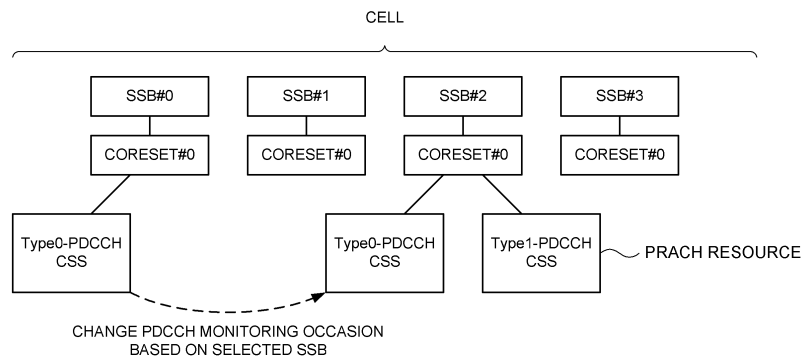 CELL
SSB#0
SSB#1
SSB#2
SSB#3
CORESET#0
CORESET#0
CORESET#0
CORESET#0
Type0-PDCCH
CSS
Type0-PDCCH
CSS
Type1-PDCCH
CSS
PRACH RESOURCE
CHANGE PDCCH MONITORING OCCASION
BASED ON SELECTED SSB